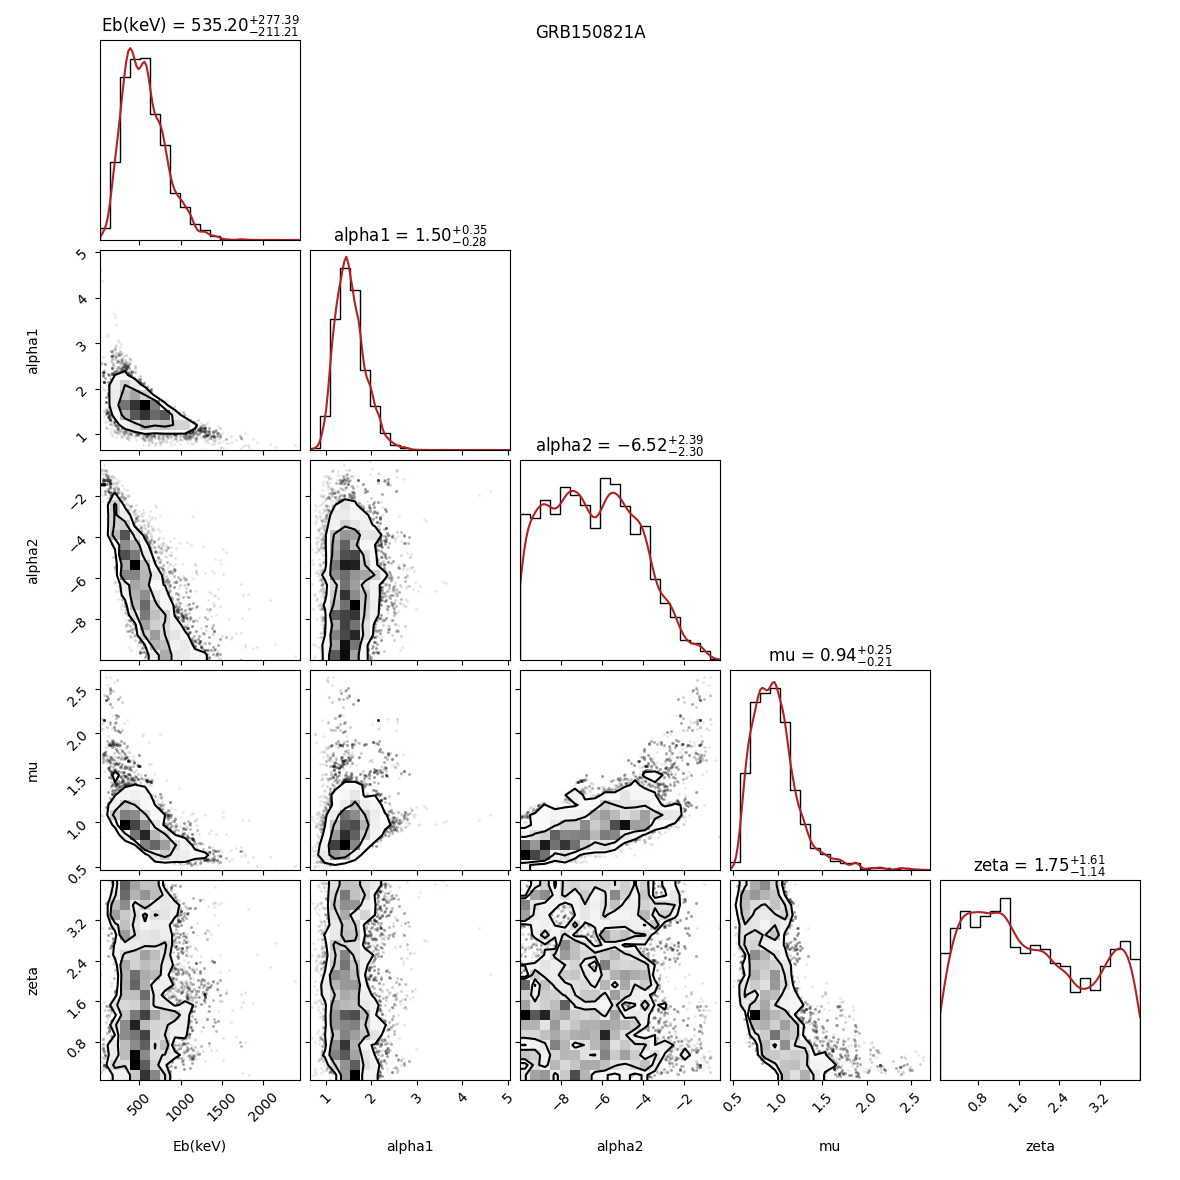 GRB150821A
Eb(keV) = 535.20+277.39−211.21
alpha1 = 1.50+0.35−0.28
5
4
3
2
1
alpha1
alpha2 = −6.52+2.39−2.30
−2
−4
−6
−8
alpha2
mu = 0.94+0.25−0.21
2.5
2.0
1.5
1.0
0.5
mu
zeta = 1.75+1.61−1.14
3.2
2.4
1.6
0.8
zeta
500 1000 1500 2000 1 2 3 4 5 −8 −6 −4 −2 0.5 1.0 1.5 2.0 2.5 0.8 1.6 2.4 3.2
Eb(keV) alpha1 alpha2 mu zeta